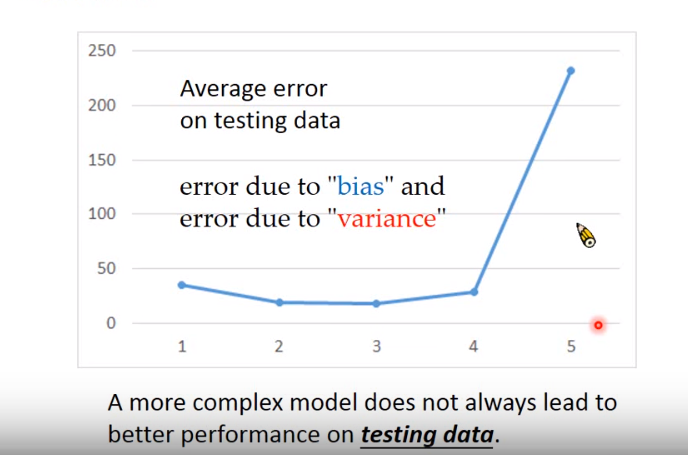 250
Average error
200
on testing data
150
error due to "bias" and
100
error due to "variance"
50
0
1 2 3 4 5
A more complex model does not always lead to
better performance on testing data.